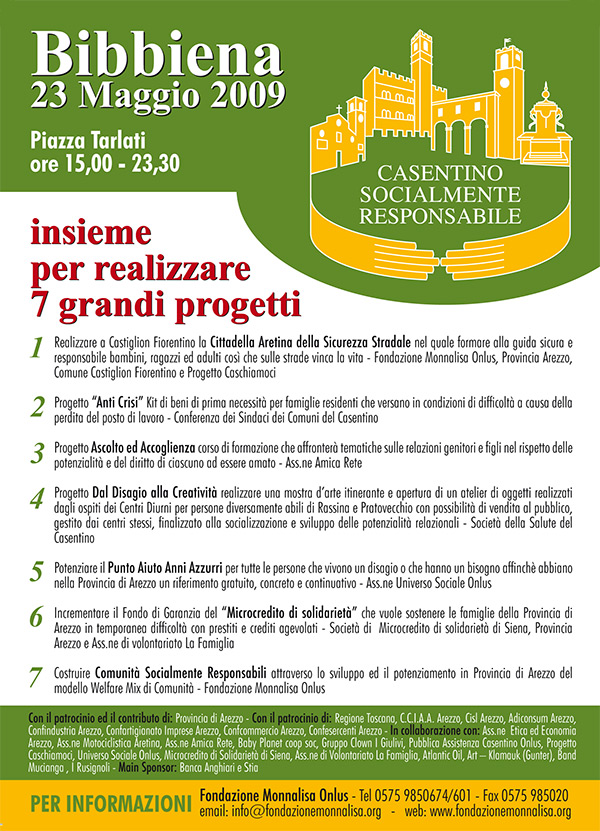 Bibbiena
23 Maggio 2009
Piazza Tarlati
ore 15,00 - 23,30
CASENTINO
SOCIALMENTE
RESPONSABILE
insieme
per realizzare
7 grandi progetti
1 Realizzare a Castiglion Fiorentino la Cittadella Aretina della Sicurezza Stradale nel quale formare alla guida sicura e
responsabile bambini, ragazzi ed adulti così che sulle strade vinca la vita - Fondazione Monnalisa Onlus, Provincia Arezzo,
Comune Castiglion Fiorentino e Progetto Caschiamoci
2 Progetto “Anti Crisi” Kit di beni di prima necessità per famiglie residenti che versano in condizioni di difficoltà a causa della
perdita del posto di lavoro - Conferenza dei Sindaci dei Comuni del Casentino
3 Progetto Ascolto ed Accoglienza corso di formazione che affronterà tematiche sulle relazioni genitori e figli nel rispetto delle
potenzialità e del diritto di ciascuno ad essere amato - Ass.ne Amica Rete
4 Progetto Dal Disagio alla Creatività realizzare una mostra d’arte itinerante e apertura di un atelier di oggetti realizzati
dagli ospiti dei Centri Diurni per persone diversamente abili di Rassina e Pratovecchio con possibilità di vendita al pubblico,
gestito dai centri stessi, finalizzato alla socializzazione e sviluppo delle potenzialità relazionali - Società della Salute del
Casentino
5 Potenziare il Punto Aiuto Anni Azzurri per tutte le persone che vivono un disagio o che hanno un bisogno affinchè abbiano
nella Provincia di Arezzo un riferimento gratuito, concreto e continuativo - Ass.ne Universo Sociale Onlus
6 Incrementare il Fondo di Garanzia del “Microcredito di solidarietà” che vuole sostenere le famiglie della Provincia di
Arezzo in temporanea difficoltà con prestiti e crediti agevolati - Società di Microcredito di solidarietà di Siena, Provincia
Arezzo e Ass.ne di volontariato La Famiglia
7 Costruire Comunità Socialmente Responsabili attraverso lo sviluppo ed il potenziamento in Provincia di Arezzo del
modello Welfare Mix di Comunità - Fondazione Monnalisa Onlus
Con il patrocinio ed il contributo di: Provincia di Arezzo - Con il patrocinio di: Regione Toscana, C.C.I.A.A. Arezzo, Cisl Arezzo, Adiconsum Arezzo,
Confindustria Arezzo, Confartigianato Imprese Arezzo, Confcommercio Arezzo, Confesercenti Arezzo - In collaborazione con: Ass.ne Etica ed Economia
Arezzo, Ass.ne Motociclistica Aretina, Ass.ne Amica Rete, Baby Planet coop soc, Gruppo Clown I Giulivi, Pubblica Assistenza Casentino Onlus, Progetto
Caschiamoci, Universo Sociale Onlus, Microcredito di Solidarietà di Siena, Ass.ne di Volontariato La Famiglia, Atlantic Oil, Art – Klamauk (Gunter), Band
Mucianga , I Rusignoli - Main Sponsor: Banca Anghiari e Stia
PER INFORMAZIONI Fondazione Monnalisa Onlus - Tel 0575 9850674/601 - Fax 0575 985020
email: info@fondazionemonnalisa.org - web: www.fondazionemonnalisa.org